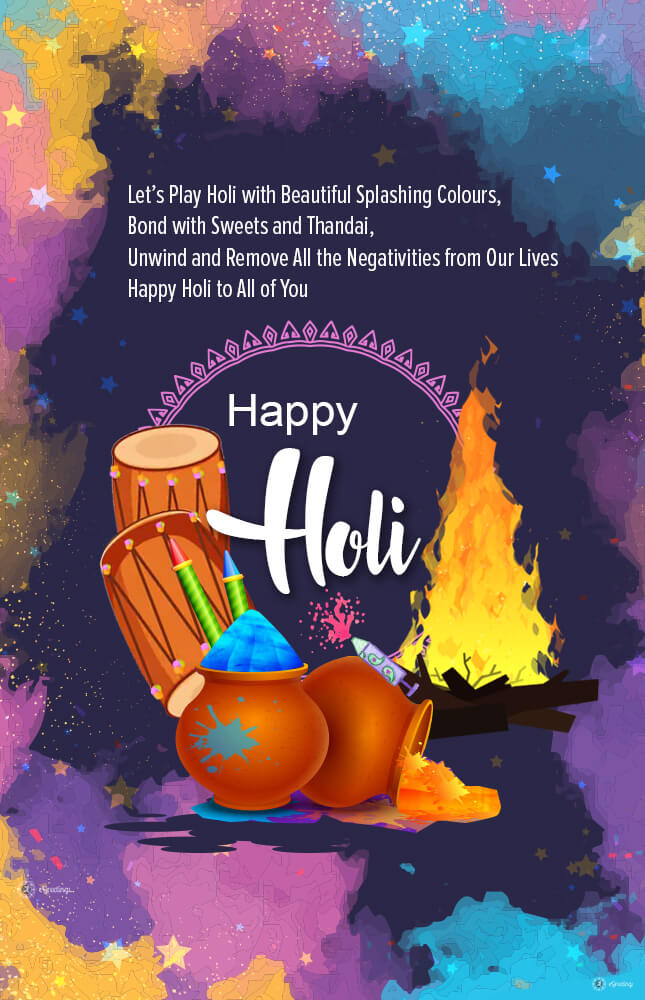 Let’s Play Holi with Beautiful Splashing Colours,
Bond with Sweets and Thandai,
Unwind and Remove All the Negativities from Our Lives
Happy Holi to All of You
Happy
Holi